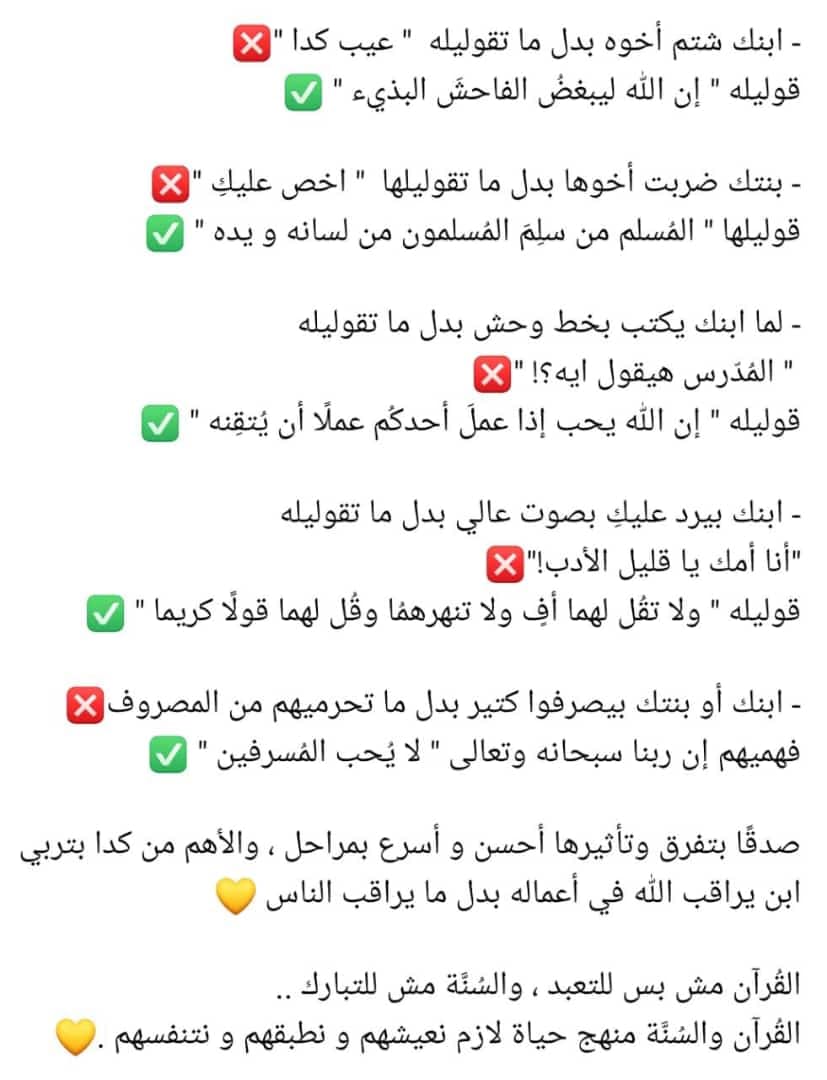 - ابنك شتم أخوه بدل ما تقوليله " عيب كدا "❌
قوليله " إن الله ليبغضُ الفاحشَ البذيء " ✅
- بنتك ضربت أخوها بدل ما تقوليلها " اخص عليكِ "❌
قوليلها " المُسلم من سلِمَ المُسلمون من لسانه و يده " ✅
- لما ابنك يكتب بخط وحش بدل ما تقوليله
" المُدّرس هيقول ايه؟! "❌
قوليله " إن الله يحب إذا عملَ أحدكُم عملًا أن يُتقِنه " ✅
- ابنك بيرد عليكِ بصوت عالي بدل ما تقوليله
"أنا أمك يا قليل الأدب!"❌
قوليله " ولا تقُل لهما أفٍ ولا تنهرهمُا وقُل لهما قولًا كريما " ✅
- ابنك أو بنتك بيصرفوا كتير بدل ما تحرميهم من المصروف❌
فهميهم إن ربنا سبحانه وتعالى " لا يُحب المُسرفين " ✅
صدقًا بتفرق وتأثيرها أحسن و أسرع بمراحل ، والأهم من كدا بتربي
ابن يراقب الله في أعماله بدل ما يراقب الناس 💛
القُرآن مش بس للتعبد ، والسُنَّة مش للتبارك ..
القُرآن والسُنَّة منهج حياة لازم نعيشهم و نطبقهم و نتنفسهم .💛